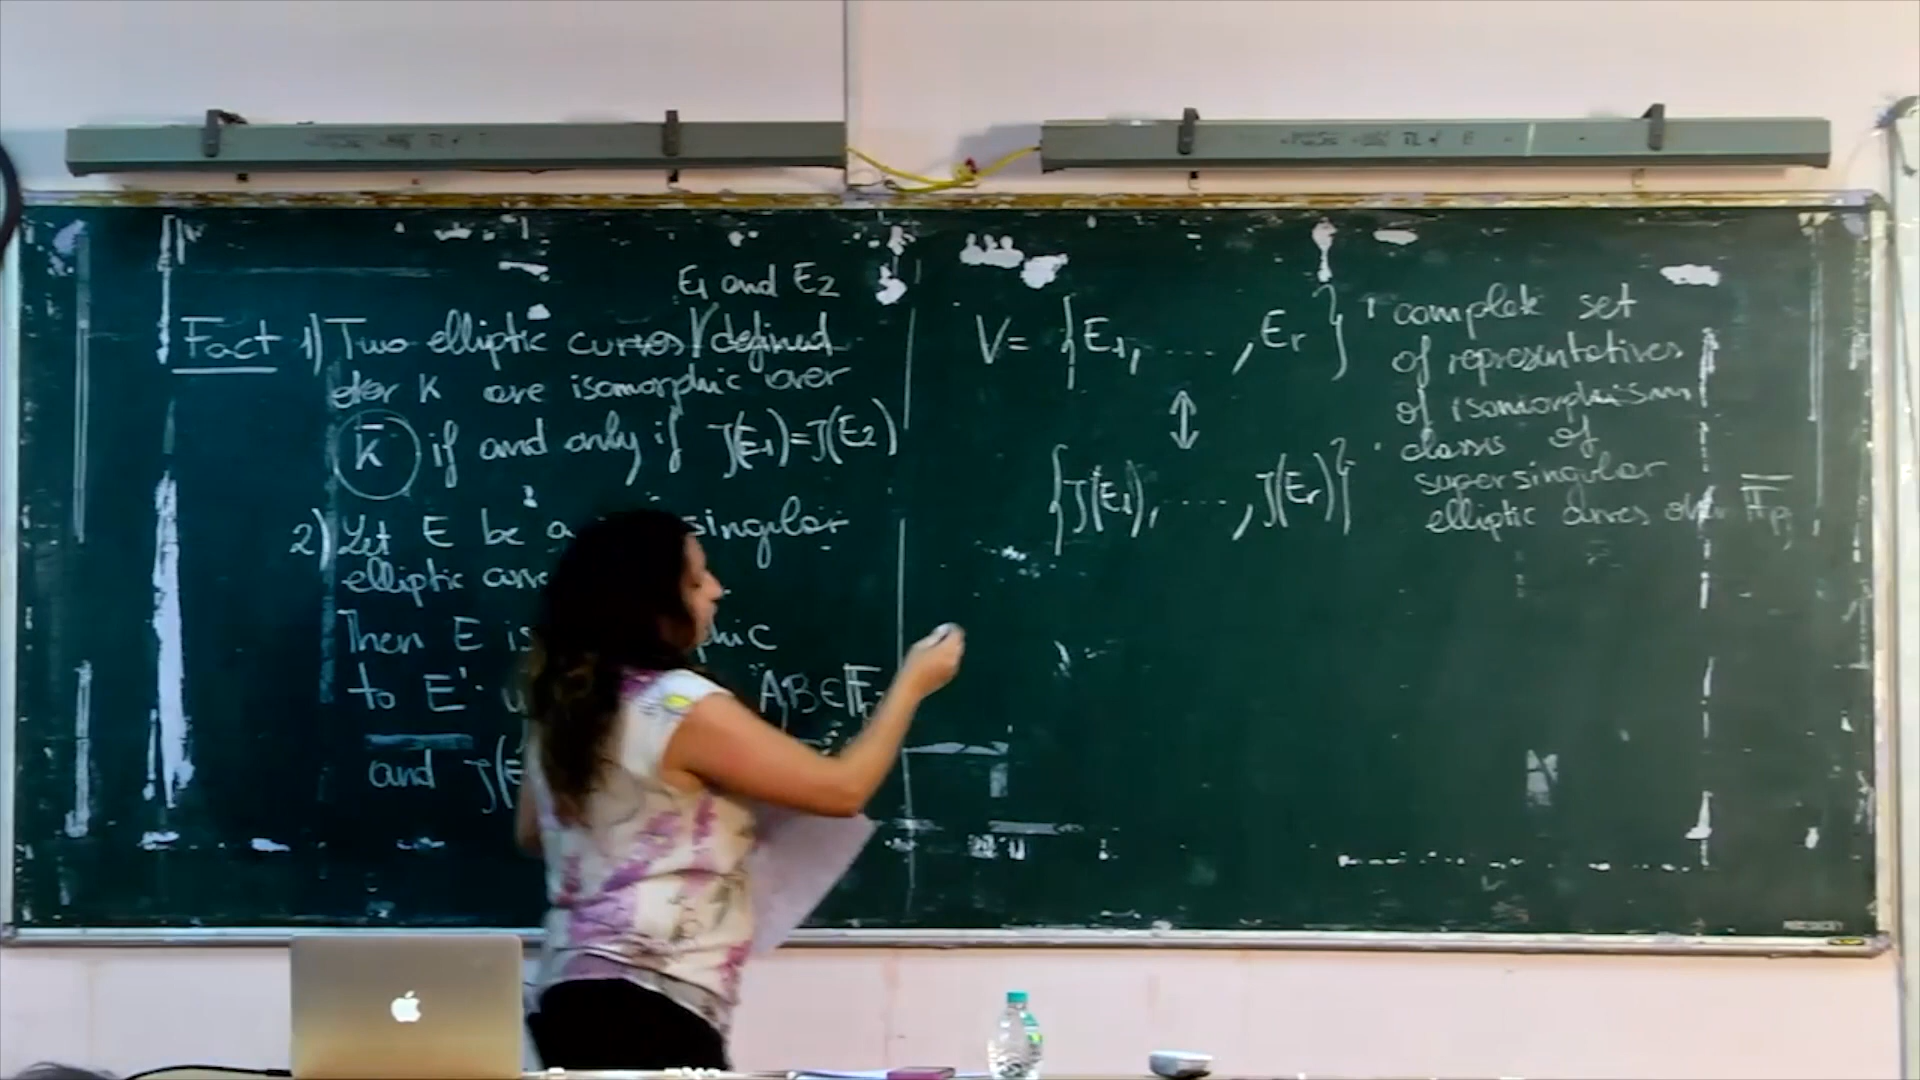 E1 and E2
Fact 1) Two elliptic curves defined
over K are isomorphic over
K̄ if and only if J(E1)=J(E2)
2) Let E be a singular
elliptic curve
Then E is
to E'. A,B∈F
and J(E
V= {E1, ...... , Er}
↕
{J(E1), ...... , J(Er)}
complete set
of representatives
of isomorphism
classes of
supersingular
elliptic curves over F̄p